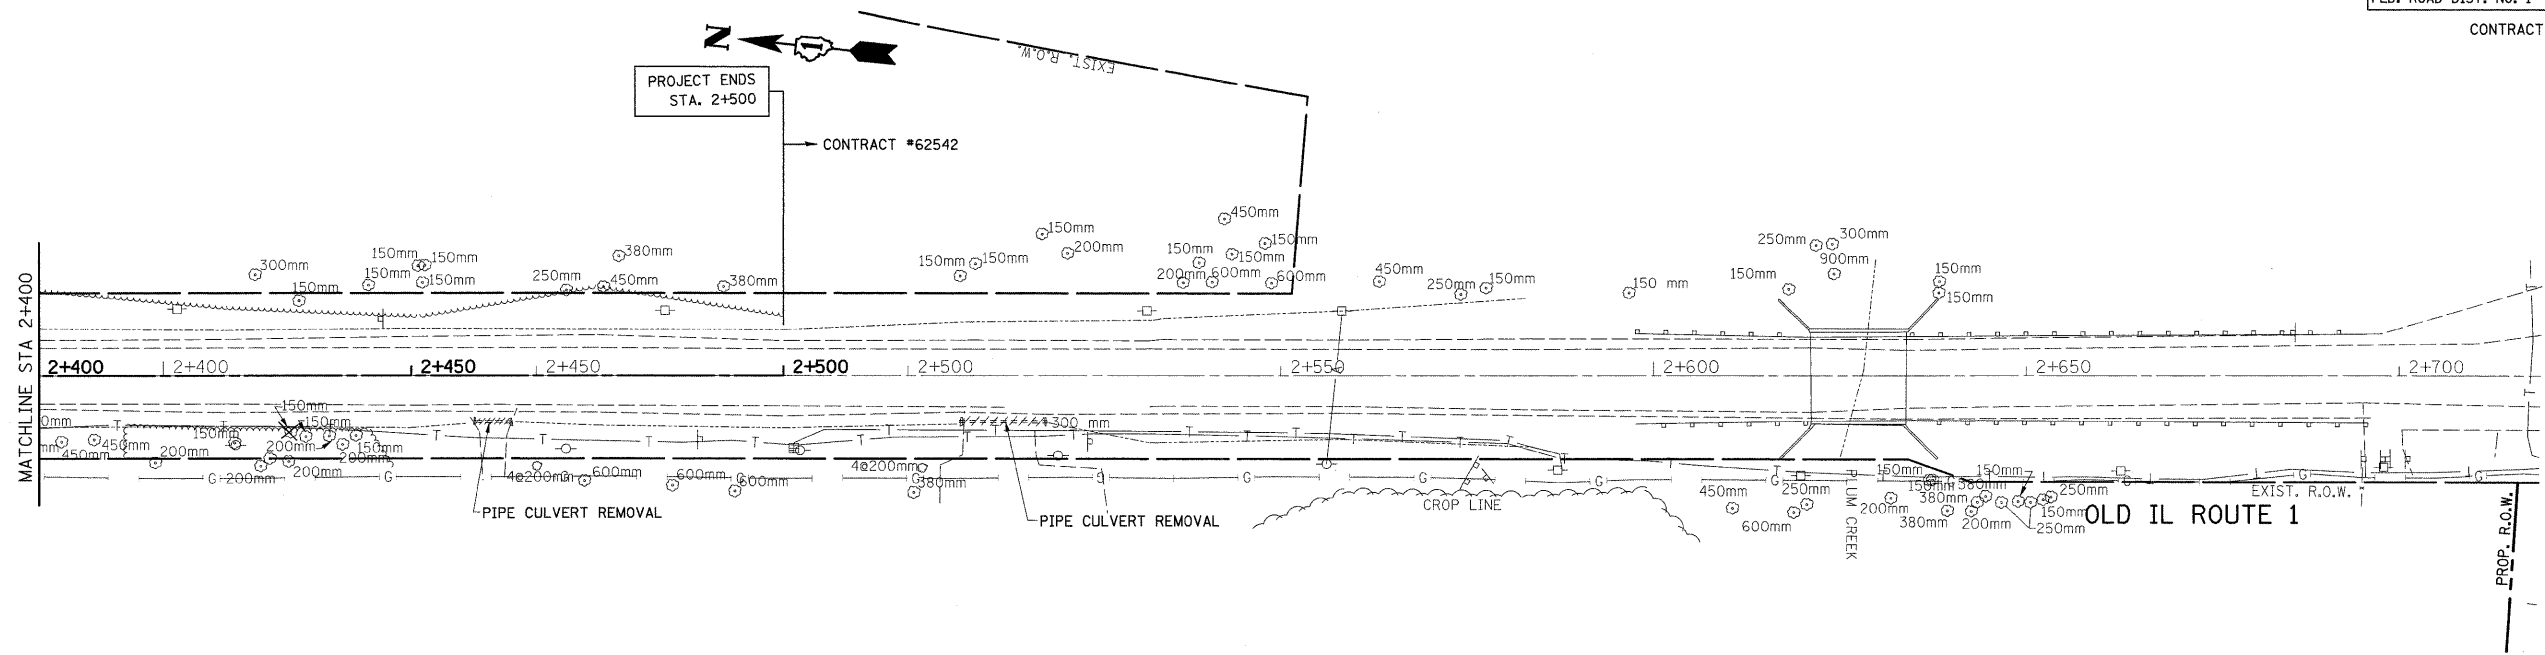 FED. ROAD DIST. NO. 1
CONTRACT
N
1
EXIST. R.O.W.
PROJECT ENDS
STA. 2+500
CONTRACT #62542
MATCHLINE STA 2+400
300mm
150mm
150mm
150mm
150mm
150mm
250mm
380mm
450mm
380mm
150mm
150mm
150mm
200mm
450mm
150mm
150mm
150mm
200mm
600mm
600mm
450mm
250mm
150mm
150 mm
250mm
300mm
900mm
150mm
150mm
150mm
2+400
2+400
2+450
2+450
2+500
2+500
2+550
2+600
2+650
2+700
150mm
150mm
150mm
450mm
450mm
200mm
200mm
150mm
200mm
200mm
200mm
4@200mm
600mm
600mm
600mm
4@200mm
380mm
300 mm
PIPE CULVERT REMOVAL
PIPE CULVERT REMOVAL
CROP LINE
450mm
600mm
250mm
PLUM CREEK
150mm
150mm
150mm
380mm
380mm
200mm
380mm
200mm
250mm
150mm
250mm
EXIST. R.O.W.
OLD IL ROUTE 1
PROP. R.O.W.